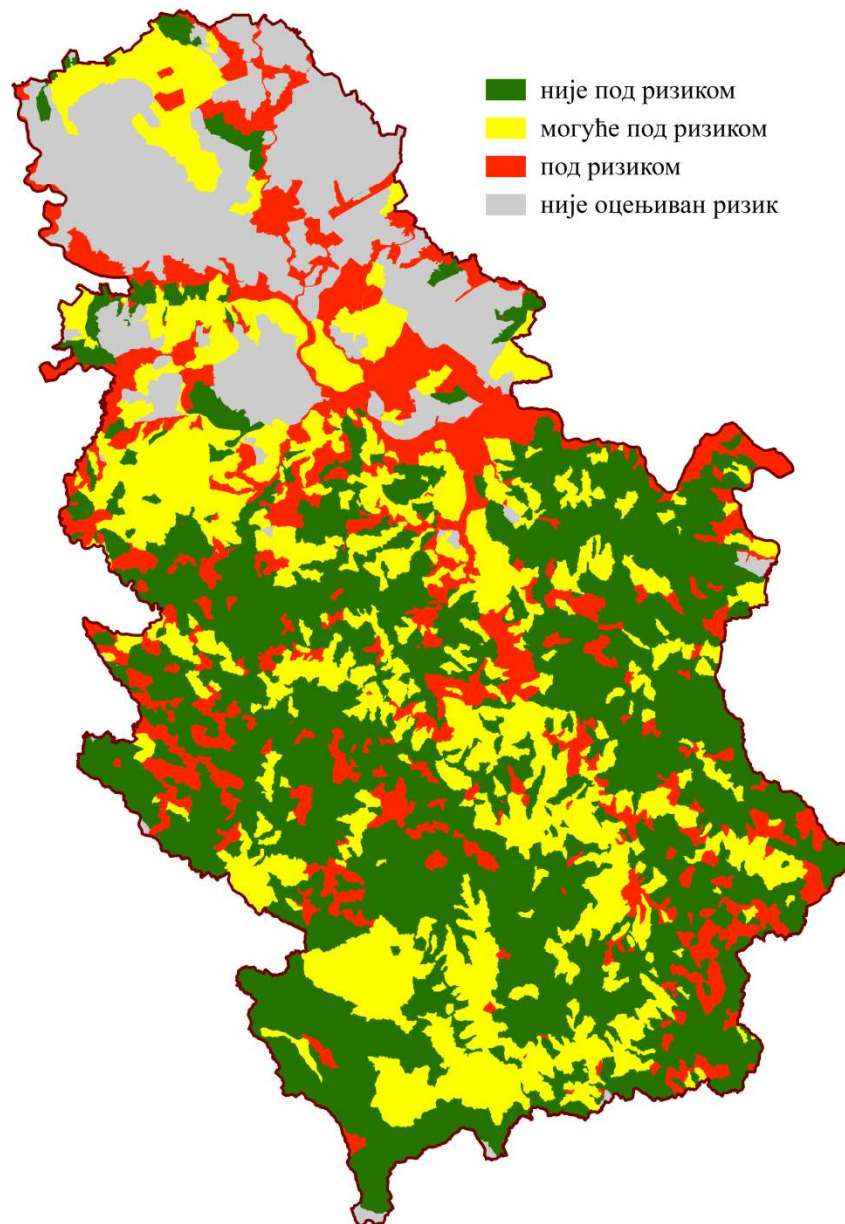 није под ризиком
могуће под ризиком
под ризиком
није оцењиван ризик